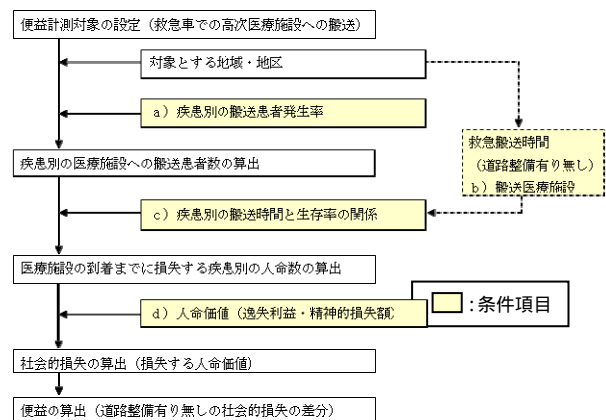 便益計測対象の設定（救急車での高次医療施設への搬送）
対象とする地域・地区
a）疾患別の搬送患者発生率
救急搬送時間
（道路整備有り無し）
b）搬送医療施設
疾患別の医療施設への搬送患者数の算出
c）疾患別の搬送時間と生存率の関係
医療施設の到着までに損失する疾患別の人命数の算出
d）人命価値（逸失利益・精神的損失額）
：条件項目
社会的損失の算出（損失する人命価値）
便益の算出（道路整備有り無しの社会的損失の差分）